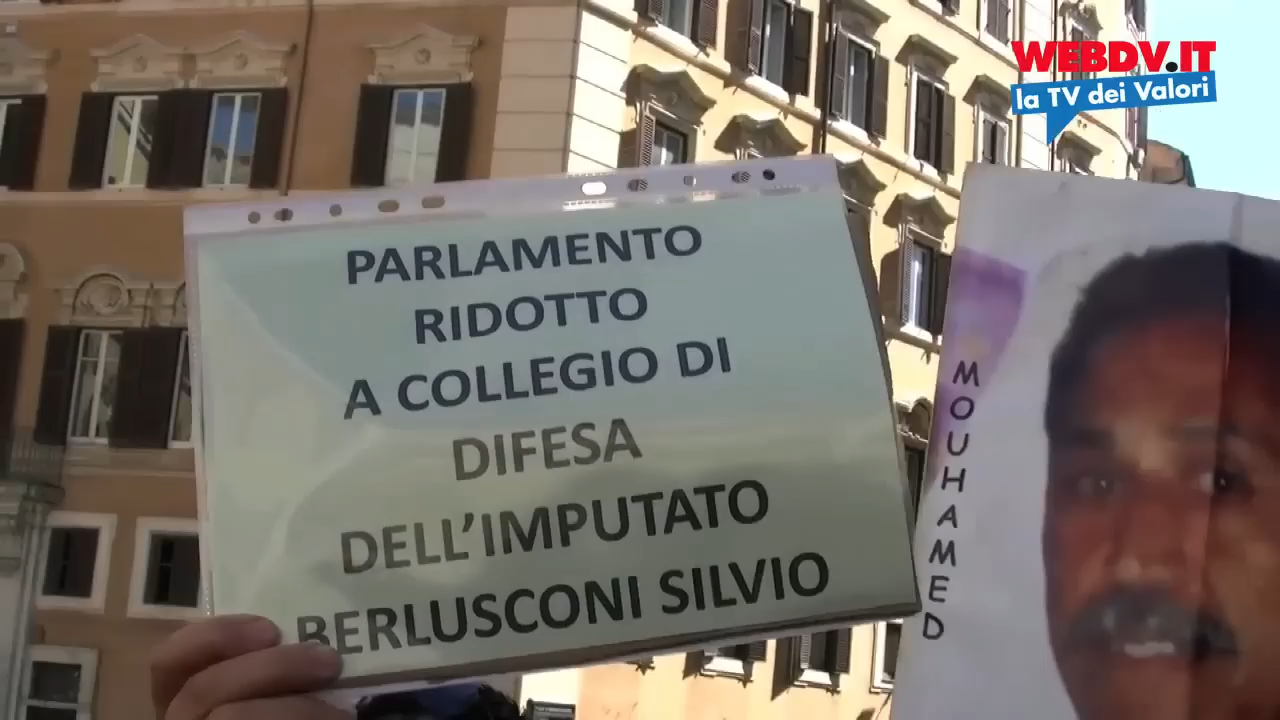 WEBDV.IT
la TV dei Valori
PARLAMENTO
RIDOTTO
A COLLEGIO DI
DIFESA
DELL'IMPUTATO
BERLUSCONI SILVIO
MOUHAMED